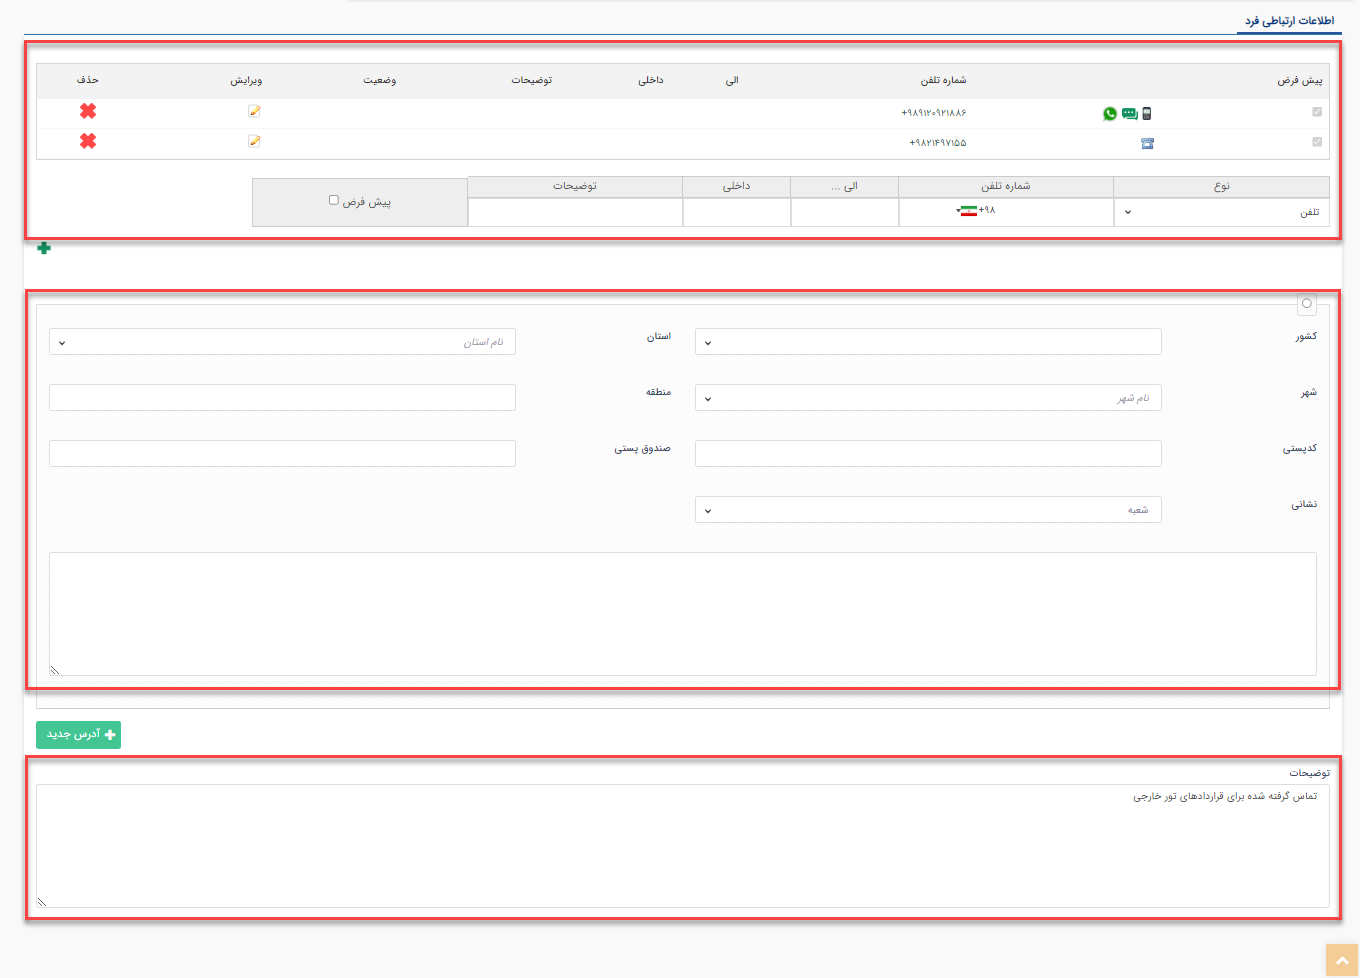 اطلاعات ارتباطی فرد
پیش فرض شماره تلفن الی داخلی توضیحات وضعیت ویرایش حذف
+۹۸۹۱۲۰۹۲۱۸۸۶
+۹۸۲۱۴۹۷۱۵۵
نوع شماره تلفن الی ... داخلی توضیحات
پیش فرض
تلفن +۹۸
کشور استان نام استان
شهر نام شهر منطقه
کدپستی صندوق پستی
نشانی شعبه
آدرس جدید
توضیحات
تماس گرفته شده برای قراردادهای تور خارجی